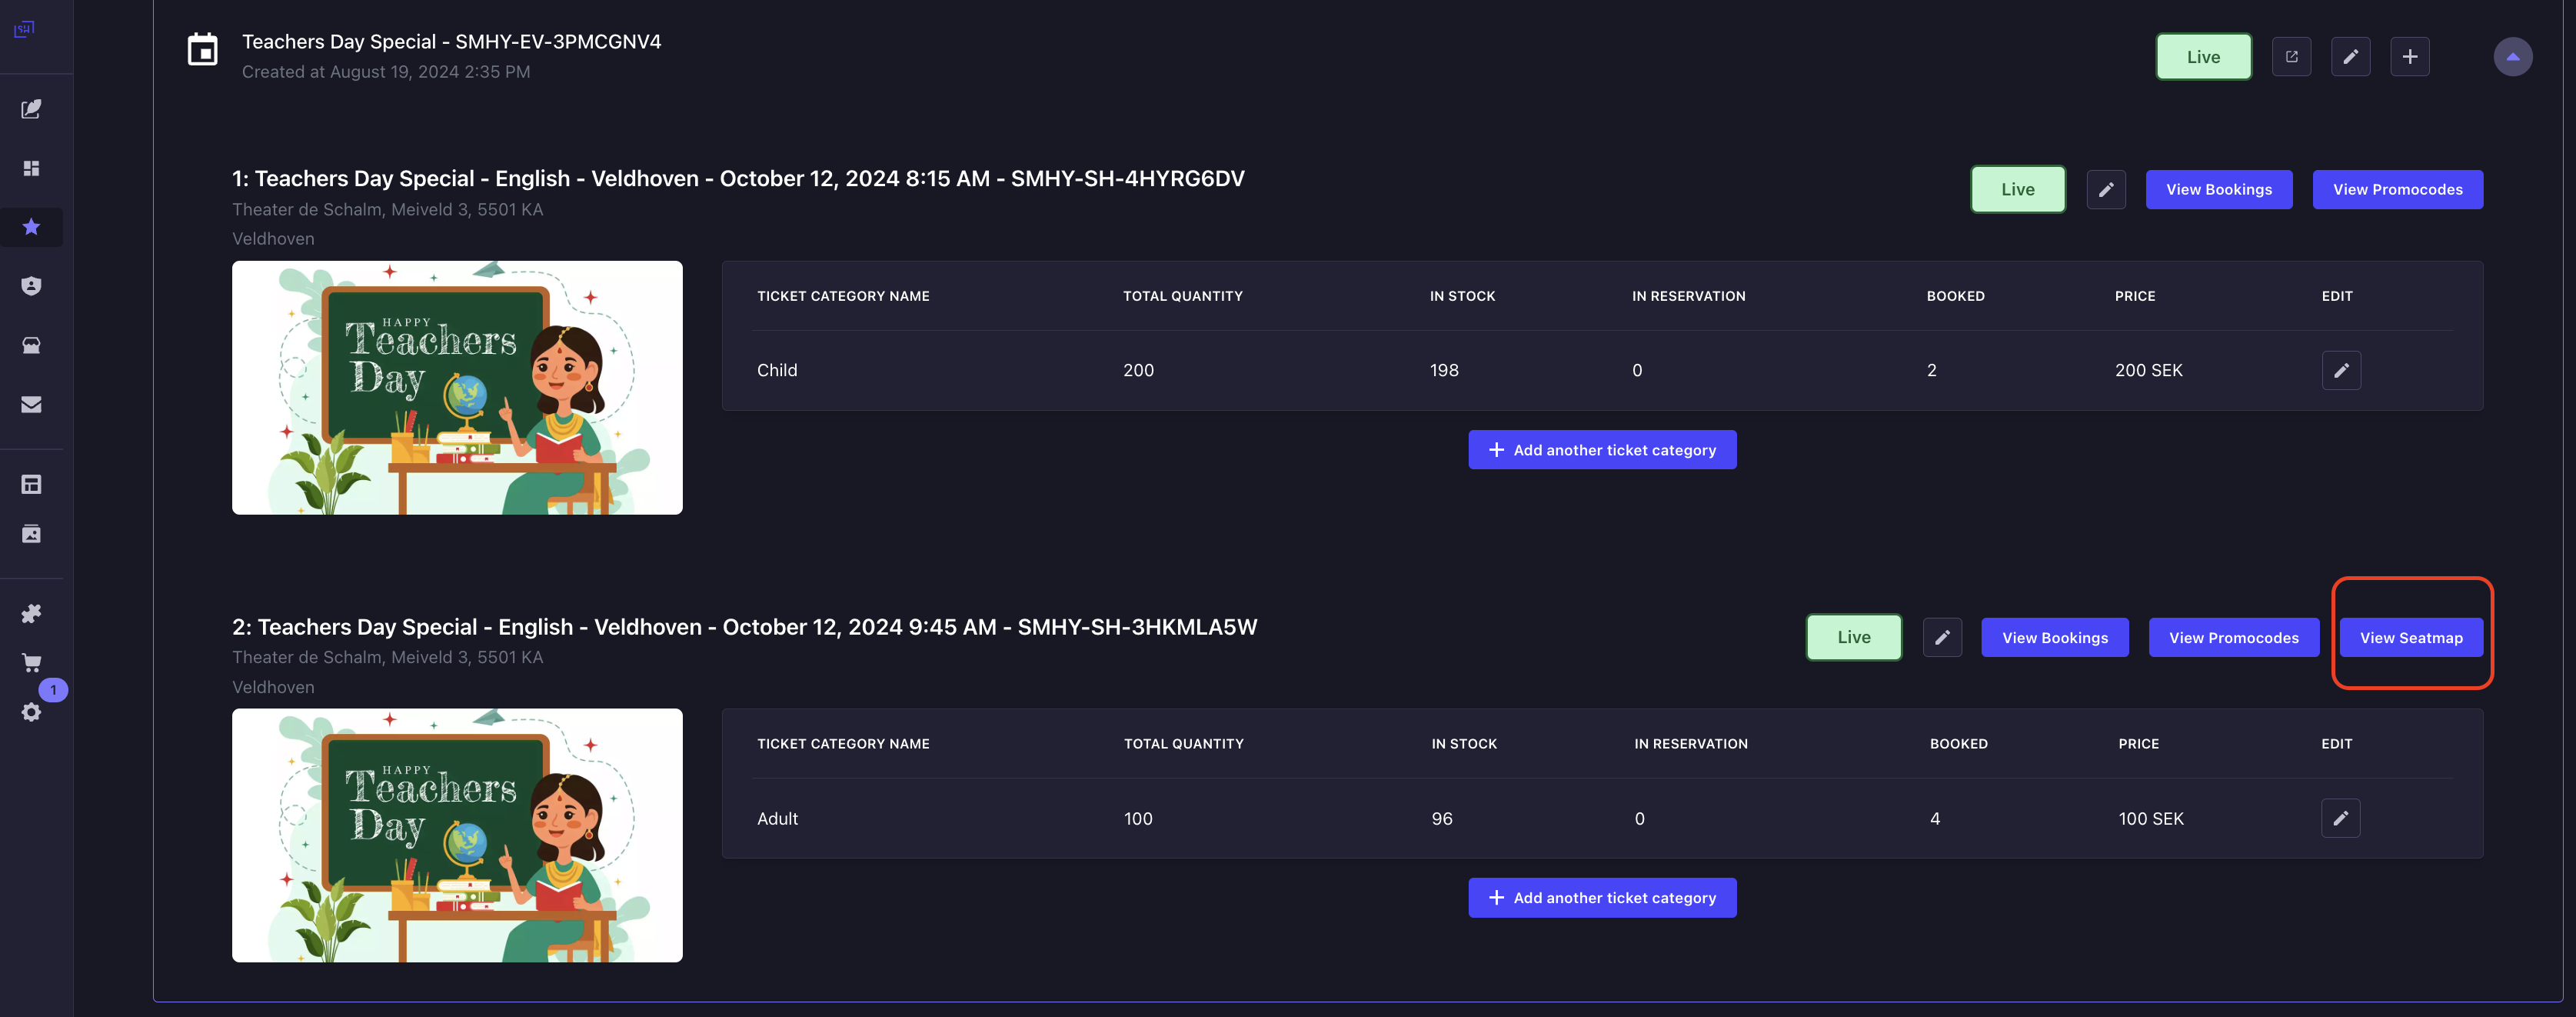 SH
Teachers Day Special - SMHY-EV-3PMCGNV4
Created at August 19, 2024 2:35 PM
Live
1: Teachers Day Special - English - Veldhoven - October 12, 2024 8:15 AM - SMHY-SH-4HYRG6DV
Theater de Schalm, Meiveld 3, 5501 KA
Veldhoven
Live
View Bookings
View Promocodes
HAPPY
Teachers
Day
TICKET CATEGORY NAME TOTAL QUANTITY IN STOCK IN RESERVATION BOOKED PRICE EDIT
Child 200 198 0 2 200 SEK
Add another ticket category
2: Teachers Day Special - English - Veldhoven - October 12, 2024 9:45 AM - SMHY-SH-3HKMLA5W
Theater de Schalm, Meiveld 3, 5501 KA
Veldhoven
Live
View Bookings
View Promocodes
View Seatmap
1
HAPPY
Teachers
Day
TICKET CATEGORY NAME TOTAL QUANTITY IN STOCK IN RESERVATION BOOKED PRICE EDIT
Adult 100 96 0 4 100 SEK
Add another ticket category